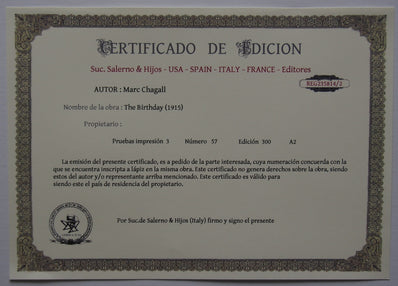 CERTIFICADO DE EDICION
Suc. Salerno & Hijos - USA - SPAIN - ITALY - FRANCE - Editores
REG235814/2
AUTOR : Marc Chagall
Nombre de la obra : The Birthday (1915)
Propietario :
Pruebas impresión 3 Número 57 Edición 300 A2
La emisión del presente certificado, es a pedido de la parte interesada, cuya numeración concuerda con la
que se encuentra inscripta a lápiz en la misma obra. Este certificado no genera derechos sobre la obra, siendo
estos del autor y/o representante arriba mencionado. Este certificado es válido para
siendo este el país de residencia del propietario.
Por Suc.de Salerno & Hijos (Italy) firmo y signo el presente